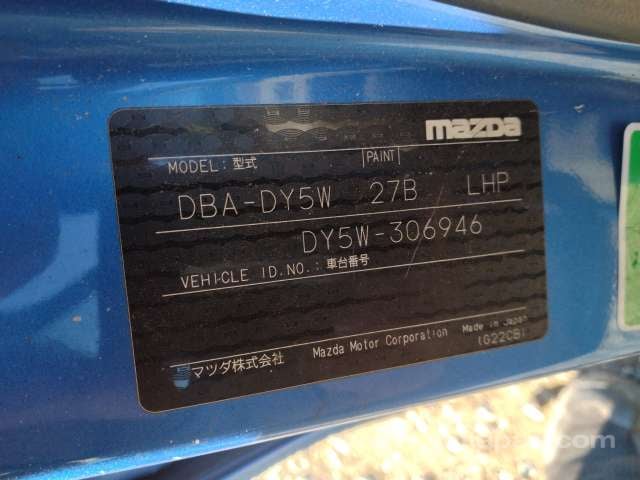 mazda
MODEL : 型式 PAINT
DBA-DY5W 27B LHP
DY5W-306946
VEHICLE ID.NO. : 車台番号
マツダ株式会社 Mazda Motor Corporation Made in Japan
(G22CB)